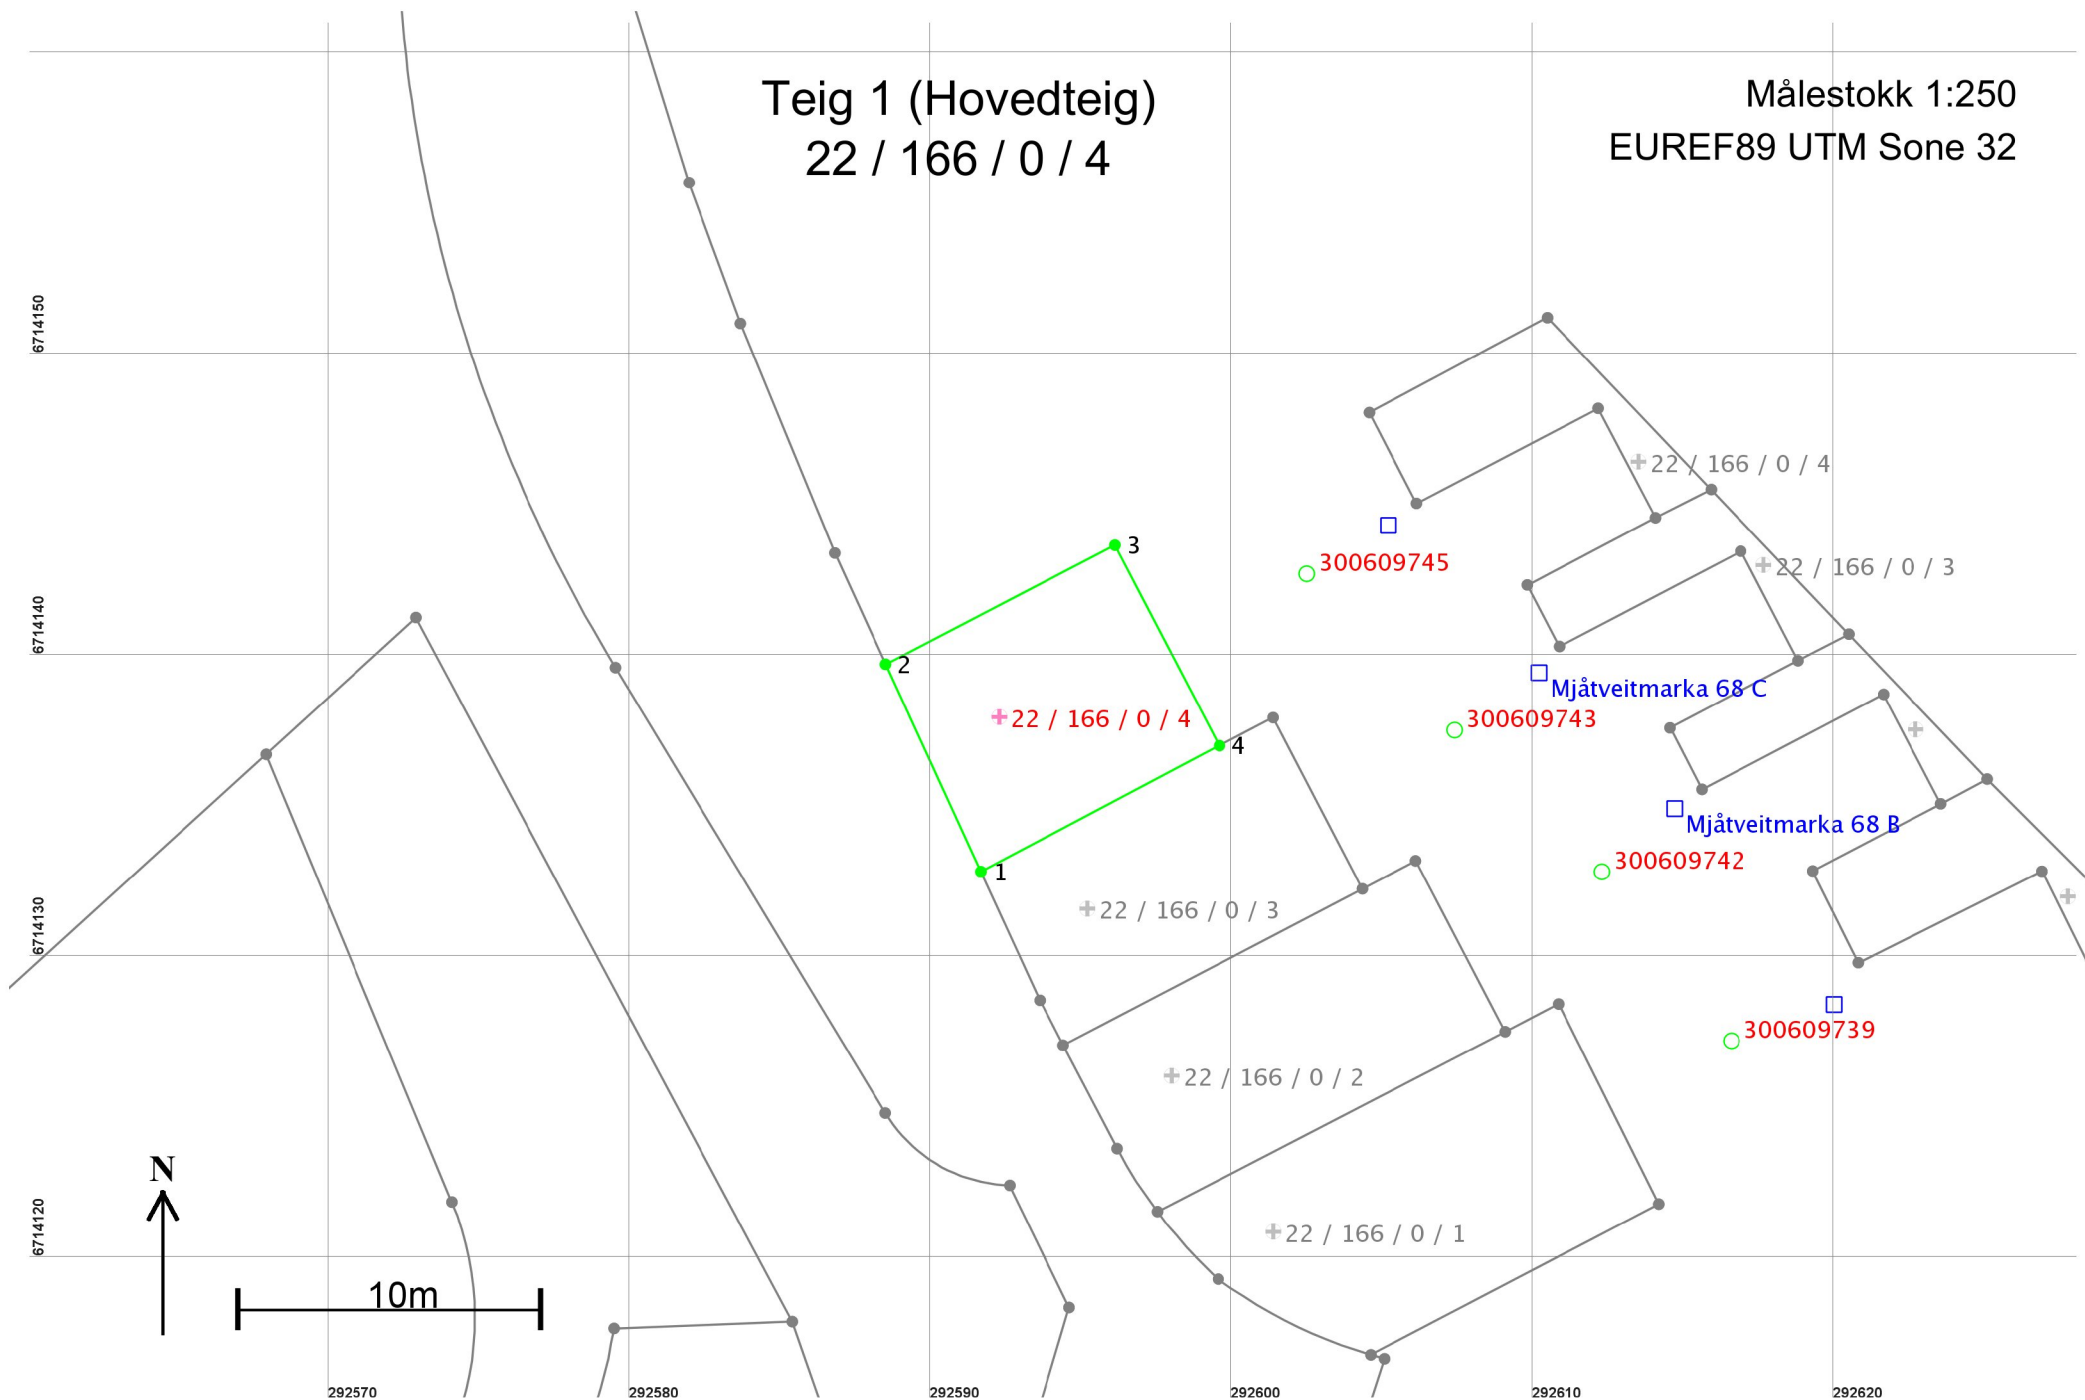 Teig 1 (Hovedteig)
22 / 166 / 0 / 4
Målestokk 1:250
EUREF89 UTM Sone 32
6714150
22 / 166 / 0 / 4
3
300609745
22 / 166 / 0 / 3
6714140
2
Mjåtveitmarka 68 C
22 / 166 / 0 / 4
300609743
4
Mjåtveitmarka 68 B
300609742
1
22 / 166 / 0 / 3
6714130
300609739
22 / 166 / 0 / 2
N
6714120
22 / 166 / 0 / 1
10m
292570
292580
292590
292600
292610
292620